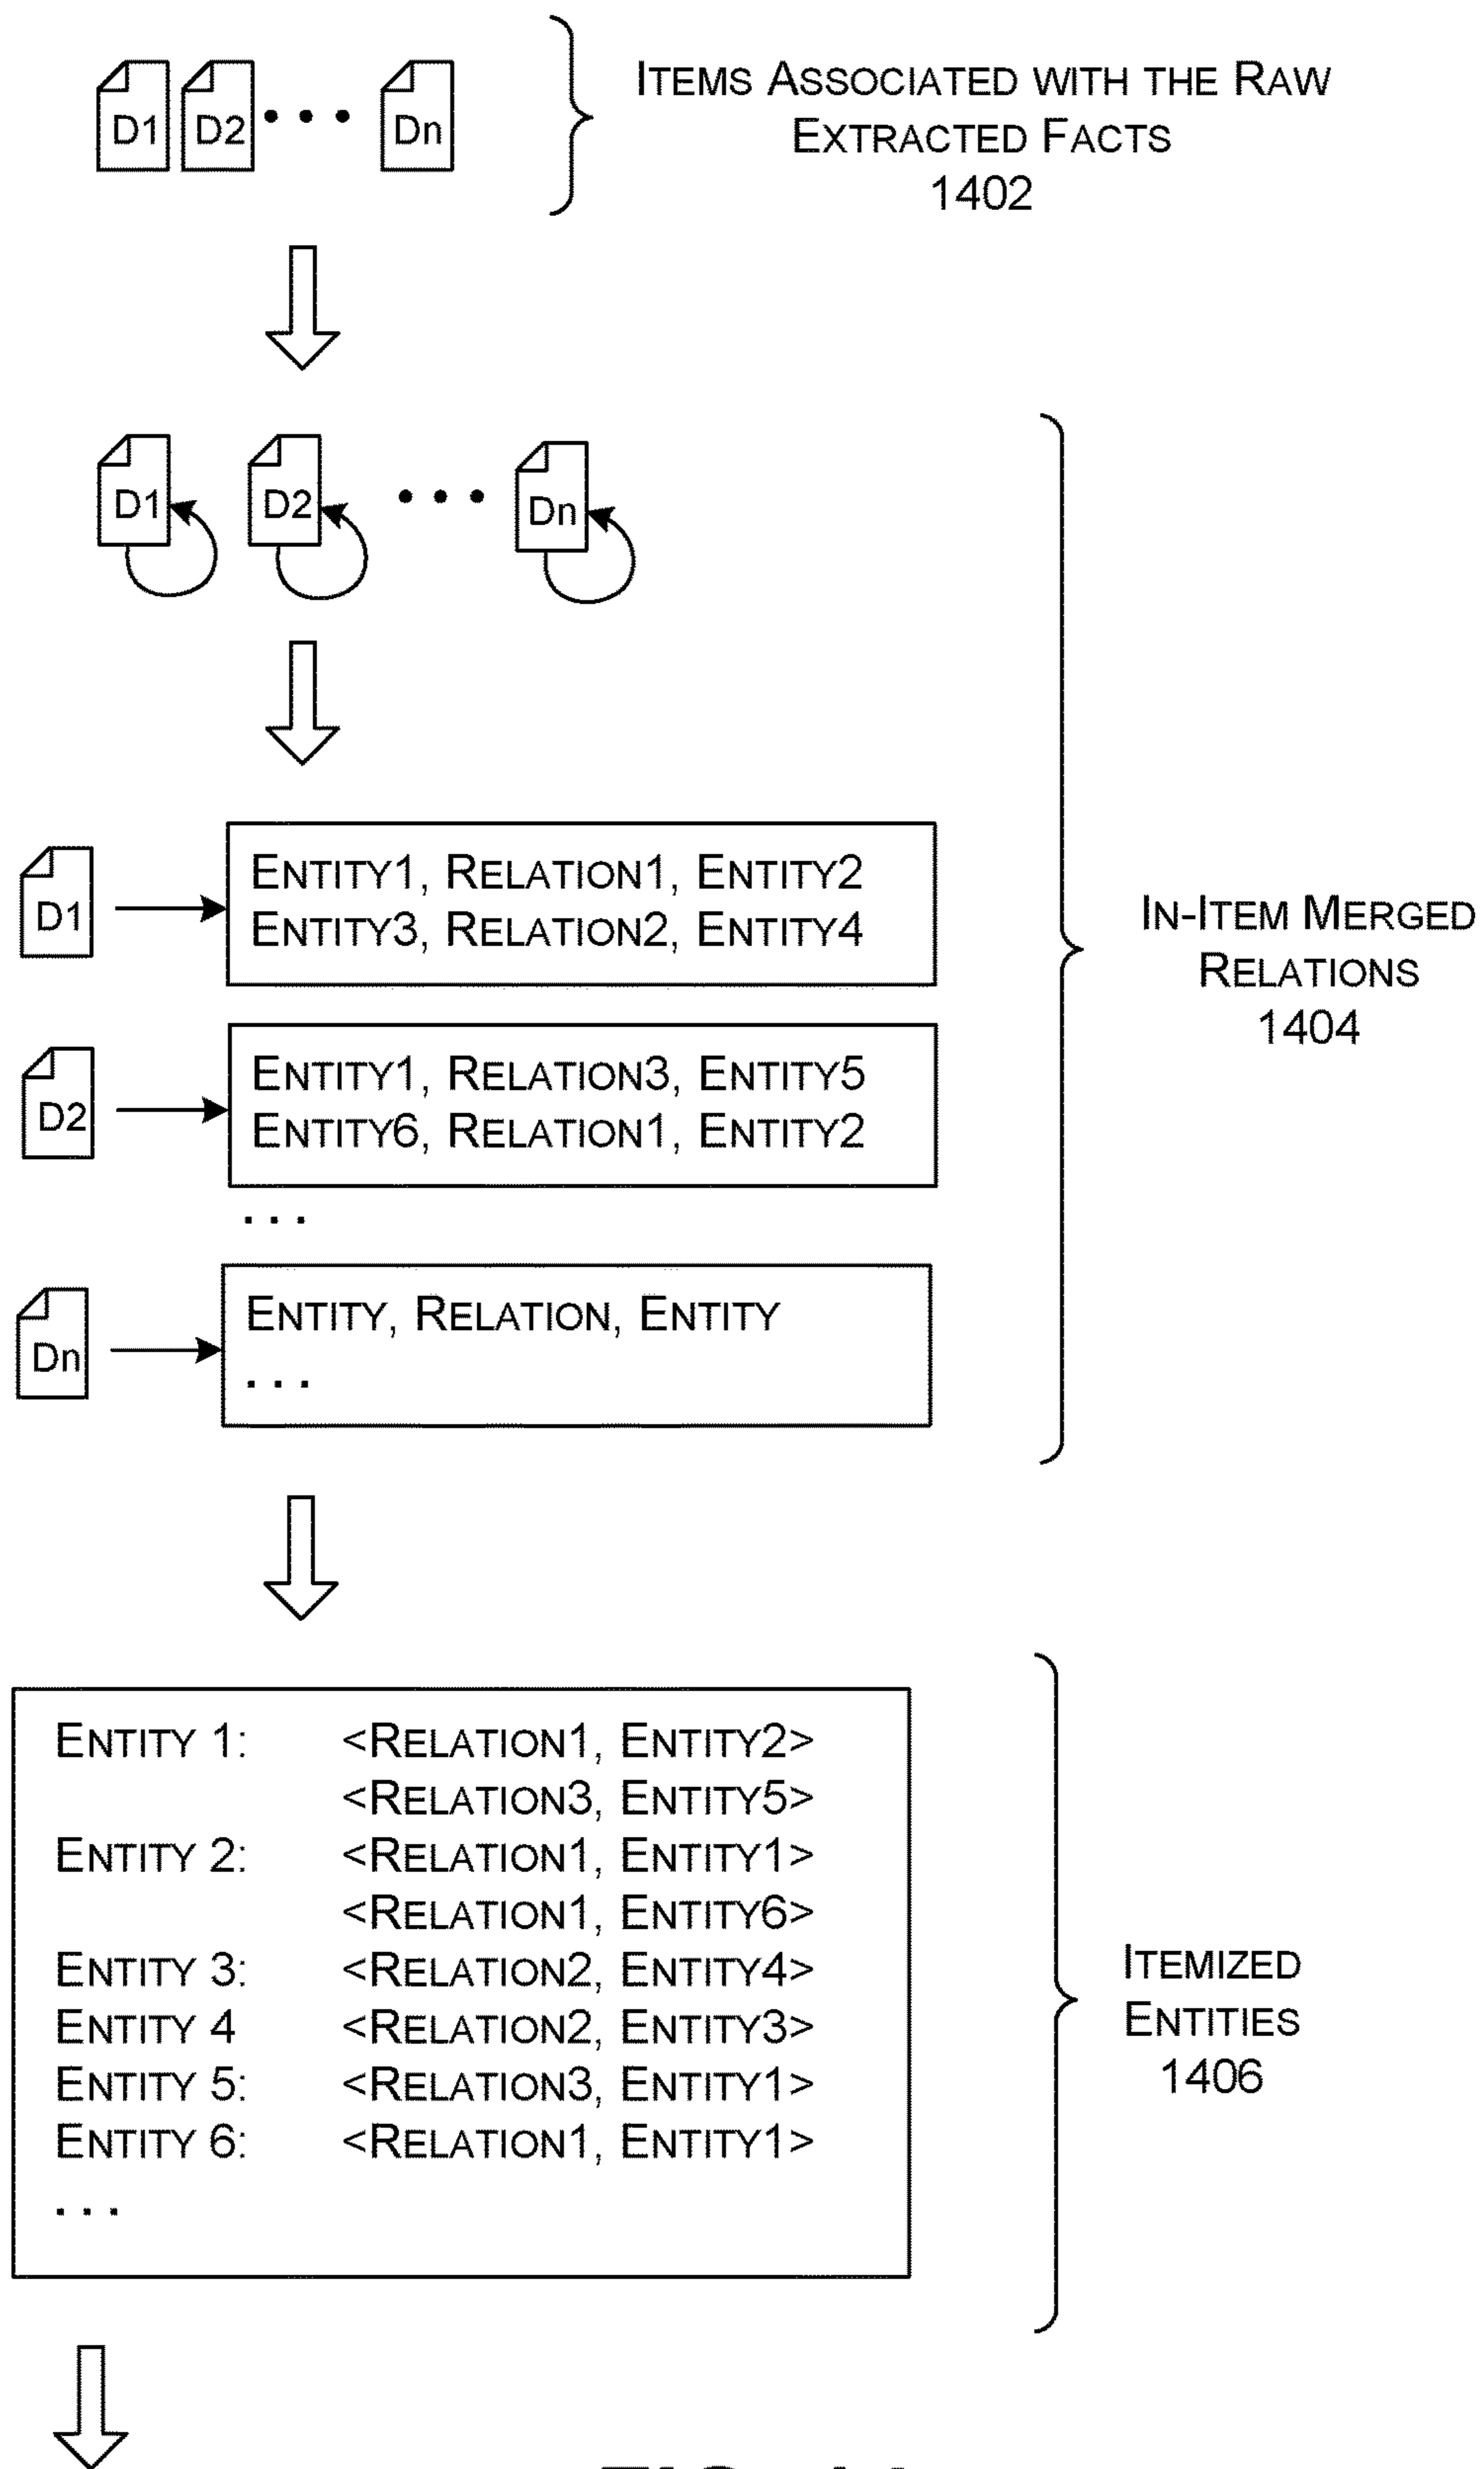 D1 D2 • • • Dn
ITEMS ASSOCIATED WITH THE RAW
EXTRACTED FACTS
1402
D1 D2 • • • Dn
D1
ENTITY1, RELATION1, ENTITY2
ENTITY3, RELATION2, ENTITY4
D2
ENTITY1, RELATION3, ENTITY5
ENTITY6, RELATION1, ENTITY2
. . .
Dn
ENTITY, RELATION, ENTITY
. . .
IN-ITEM MERGED
RELATIONS
1404
ENTITY 1: <RELATION1, ENTITY2>
<RELATION3, ENTITY5>
ENTITY 2: <RELATION1, ENTITY1>
<RELATION1, ENTITY6>
ENTITY 3: <RELATION2, ENTITY4>
ENTITY 4 <RELATION2, ENTITY3>
ENTITY 5: <RELATION3, ENTITY1>
ENTITY 6: <RELATION1, ENTITY1>
. . .
ITEMIZED
ENTITIES
1406